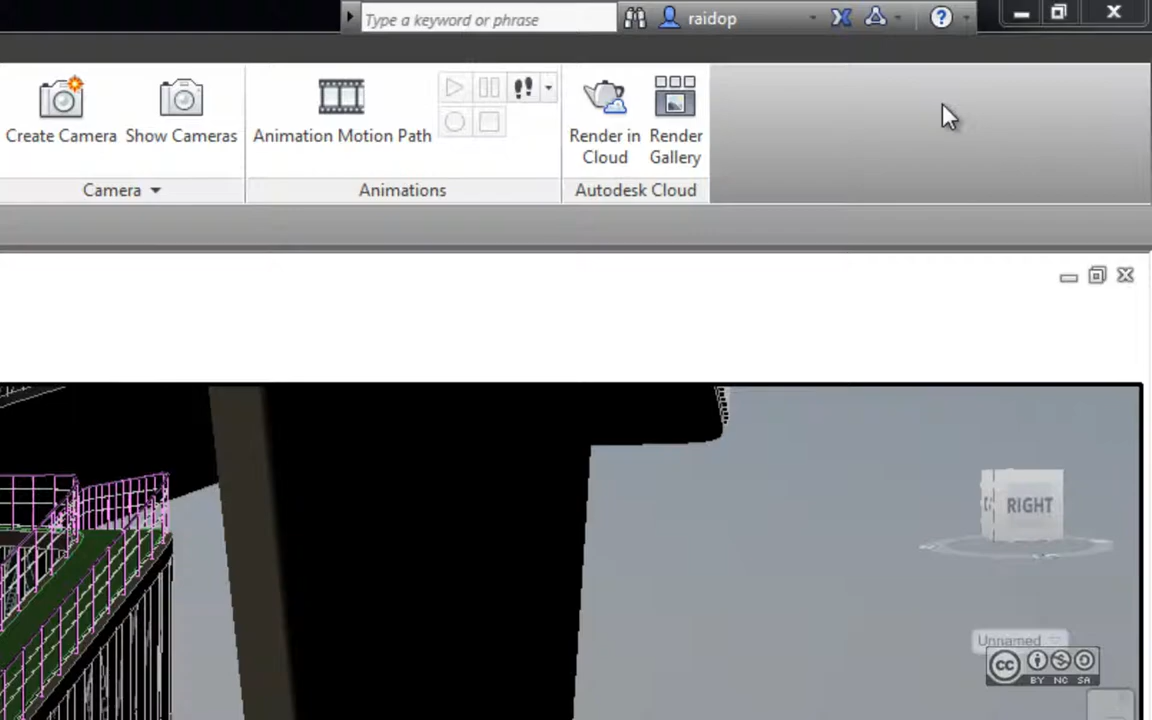 Type a keyword or phrase
raidop
?
Create Camera
Show Cameras
Animation Motion Path
Render in
Cloud
Render
Gallery
Camera
Animations
Autodesk Cloud
RIGHT
Unnamed
cc
BY NC SA